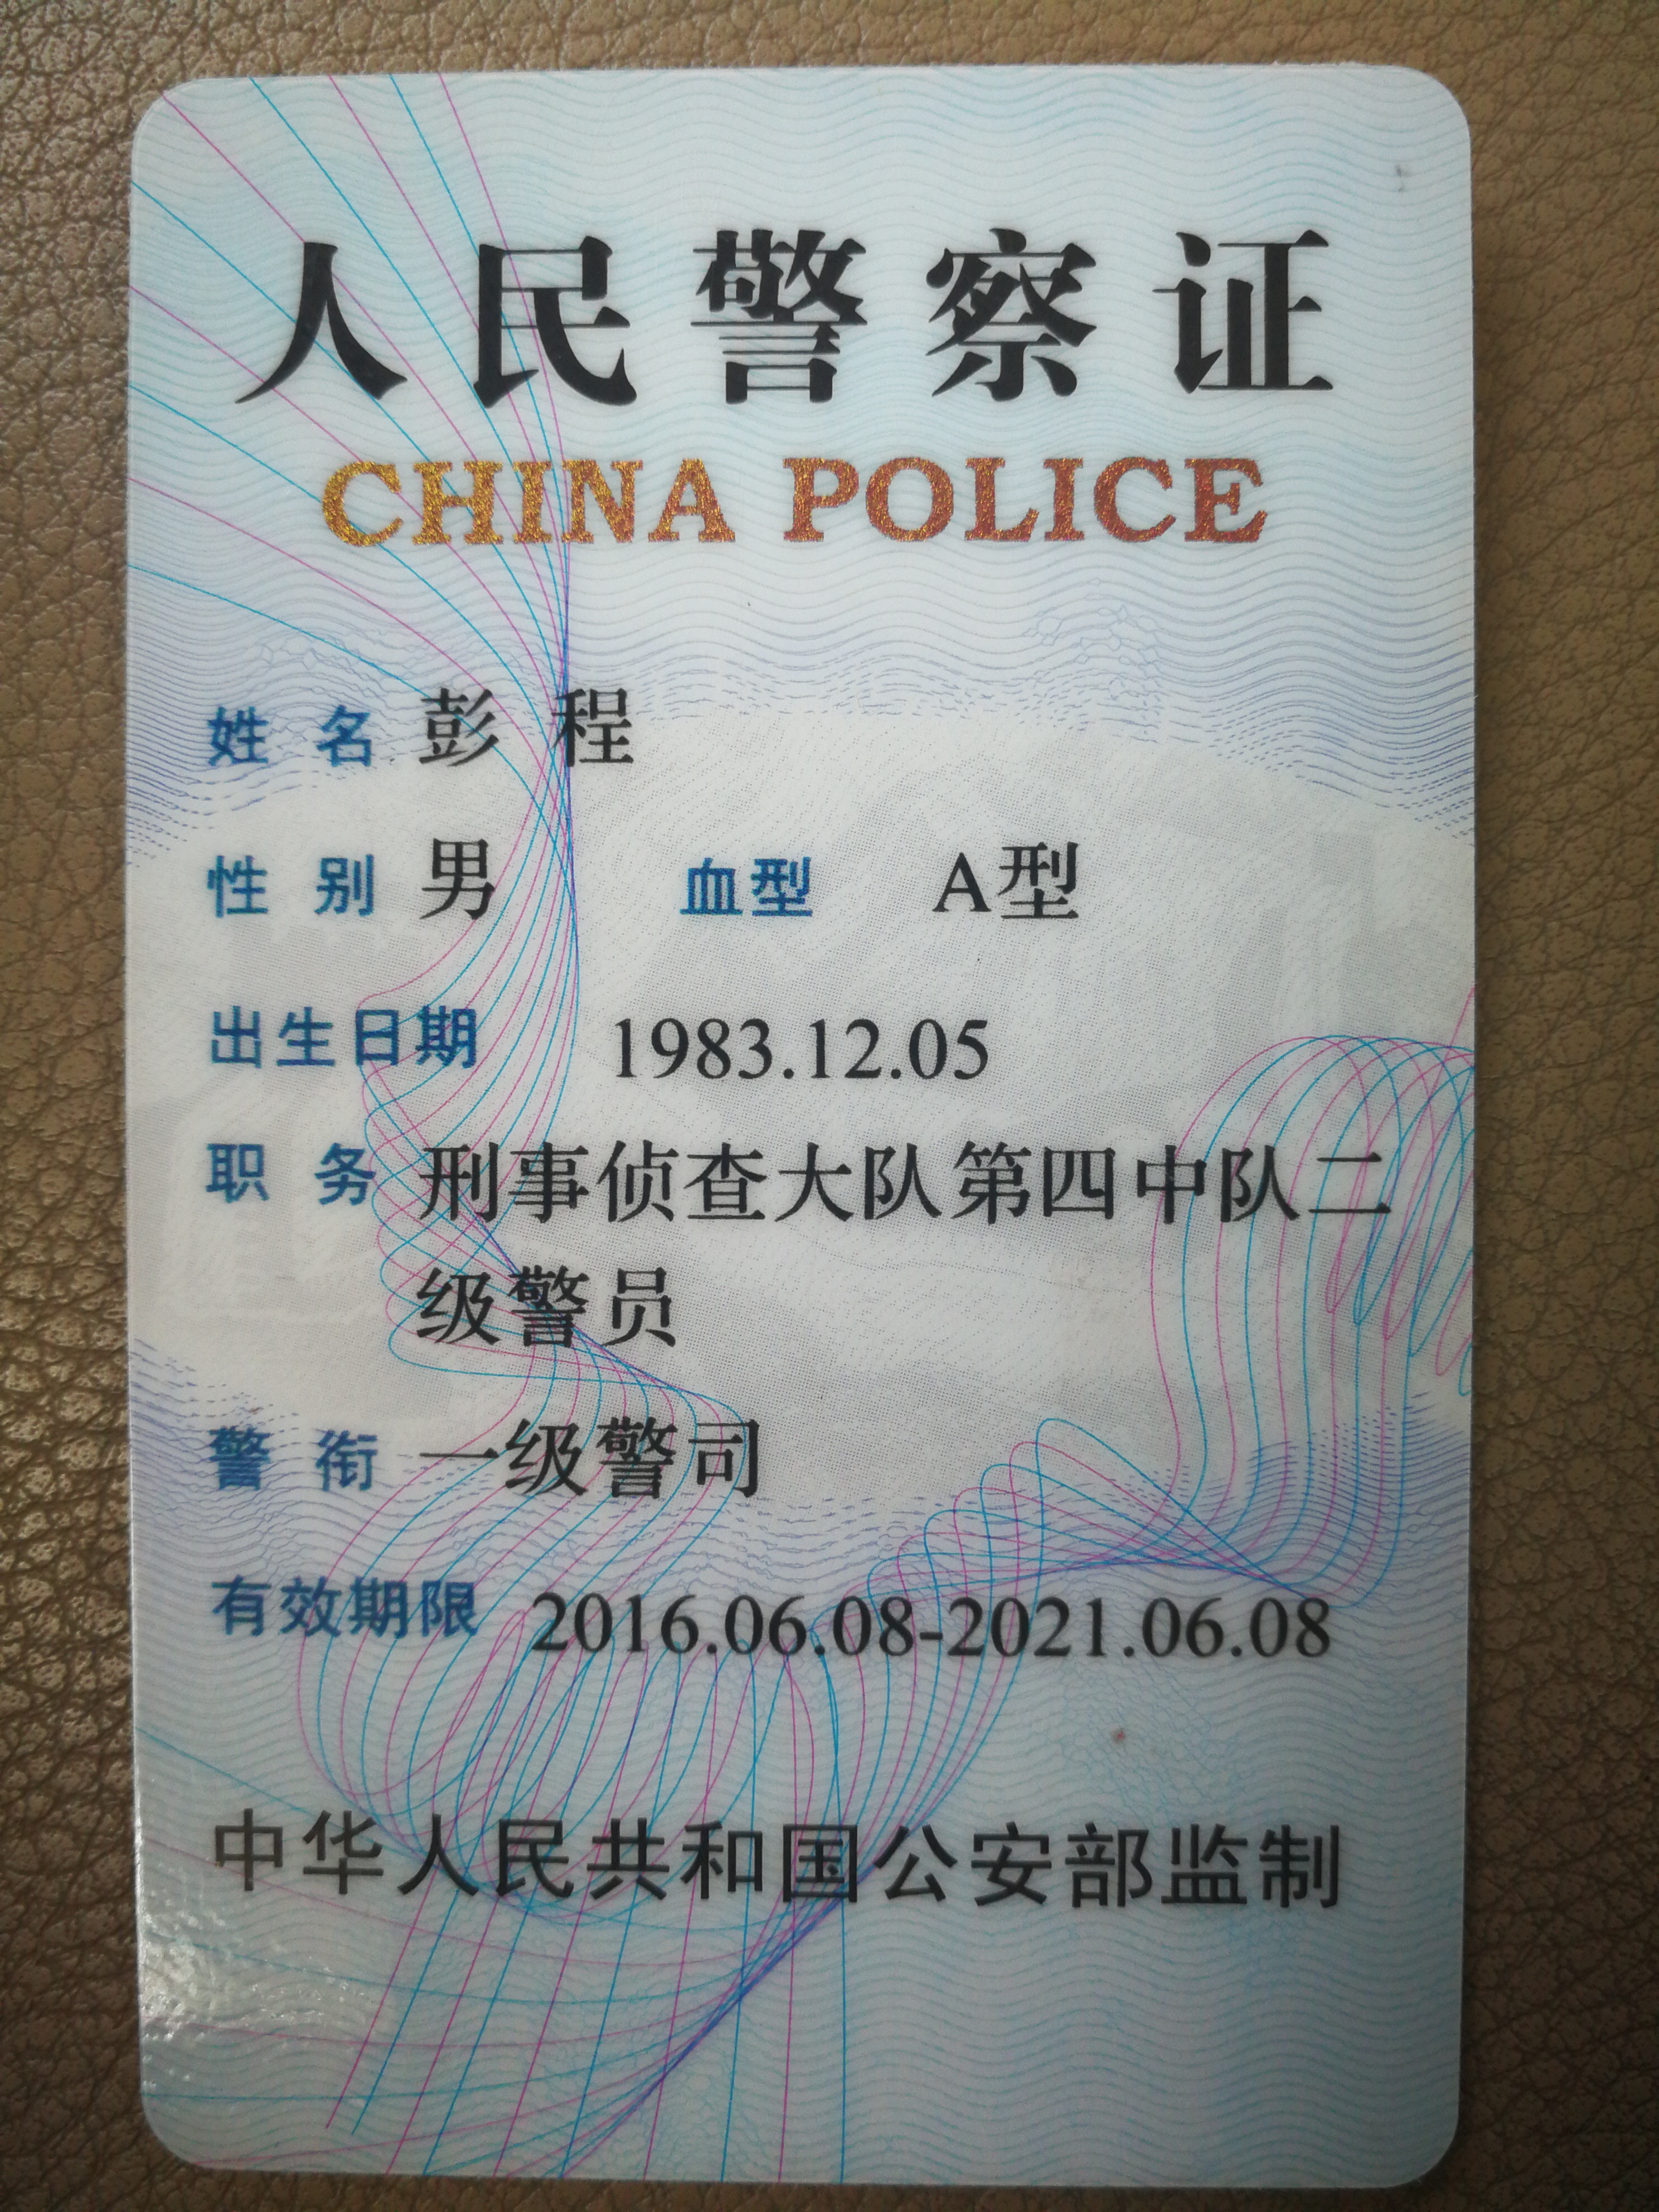 人民警察证
CHINA POLICE
姓名 彭程
性别 男 血型 A型
出生日期 1983.12.05
职务 刑事侦查大队第四中队二
级警员
警衔 一级警司
有效期限 2016.06.08-2021.06.08
中华人民共和国公安部监制